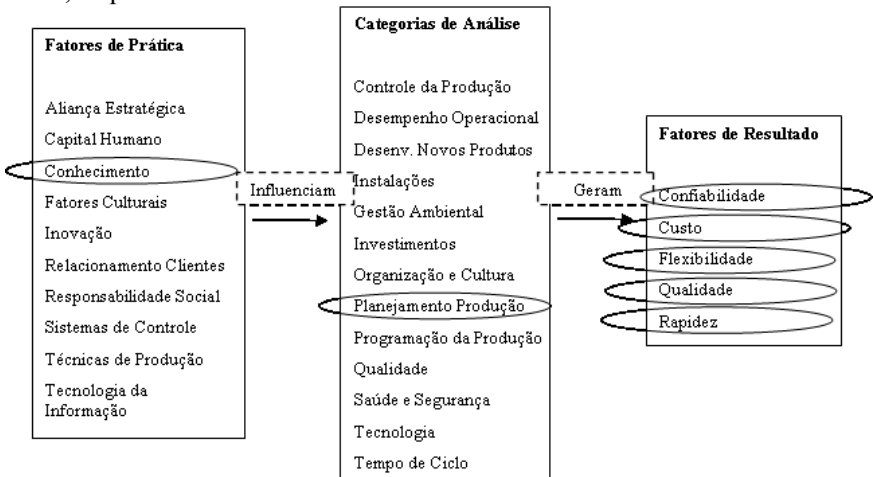 Fatores de Prática
Aliança Estratégica
Capital Humano
Conhecimento
Fatores Culturais
Inovação
Relacionamento Clientes
Responsabilidade Social
Sistemas de Controle
Técnicas de Produção
Tecnologia da
Informação
Influenciam
Categorias de Análise
Controle da Produção
Desempenho Operacional
Desenv. Novos Produtos
Instalações
Gestão Ambiental
Investimentos
Organização e Cultura
Planejamento Produção
Programação da Produção
Qualidade
Saúde e Segurança
Tecnologia
Tempo de Ciclo
Geram
Fatores de Resultado
Confiabilidade
Custo
Flexibilidade
Qualidade
Rapidez